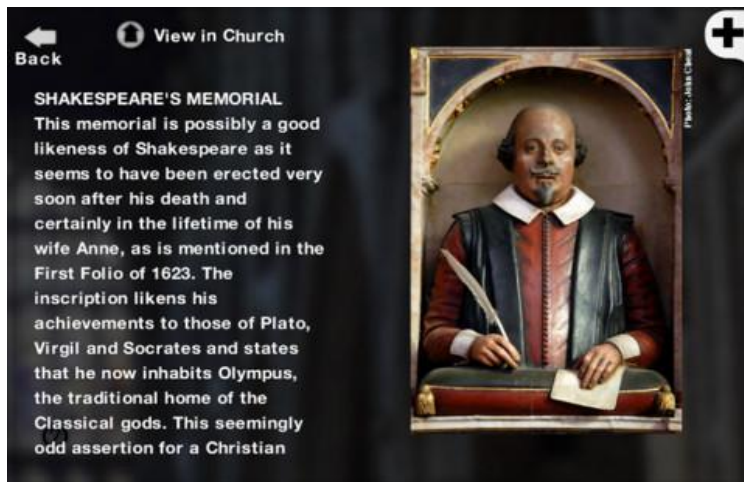 View in Church
Back
SHAKESPEARE'S MEMORIAL
This memorial is possibly a good
likeness of Shakespeare as it
seems to have been erected very
soon after his death and
certainly in the lifetime of his
wife Anne, as is mentioned in the
First Folio of 1623. The
inscription likens his
achievements to those of Plato,
Virgil and Socrates and states
that he now inhabits Olympus,
the traditional home of the
Classical gods. This seemingly
odd assertion for a Christian
Photo: John Cheal